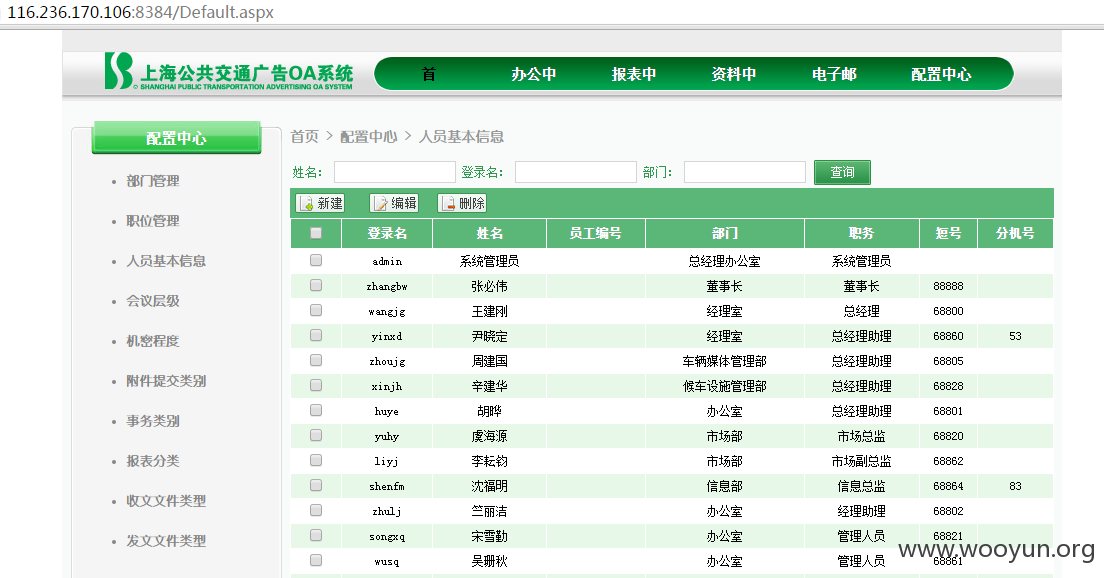 116.236.170.106:8384/Default.aspx
上海公共交通广告OA系统
SHANGHAI PUBLIC TRANSPORTATION ADVERTISING OA SYSTEM
首 办公中 报表中 资料中 电子邮 配置中心
配置中心
部门管理
职位管理
人员基本信息
会议层级
机密程度
附件提交类别
事务类别
报表分类
收文文件类型
发文文件类型
首页 > 配置中心 > 人员基本信息
姓名: 登录名: 部门: 查询
新建 编辑 删除
登录名 姓名 员工编号 部门 职务 短号 分机号
admin 系统管理员 总经理办公室 系统管理员
zhangbw 张必伟 董事长 董事长 88888
wangjg 王建刚 经理室 总经理 68800
yinxd 尹晓定 经理室 总经理助理 68860 53
zhoujg 周建国 车辆媒体管理部 总经理助理 68805
xinjh 辛建华 候车设施管理部 总经理助理 68828
huye 胡晔 办公室 总经理助理 68801
yuhy 虞海源 市场部 市场总监 68820
liyj 李耘钧 市场部 市场副总监 68862
shenfm 沈福明 信息部 信息总监 68864 83
zhulj 竺丽洁 办公室 经理助理 68802
songxq 宋雪勤 办公室 管理人员 68821
wusq 吴珊秋 办公室 管理人员 68861
www.wooyun.org